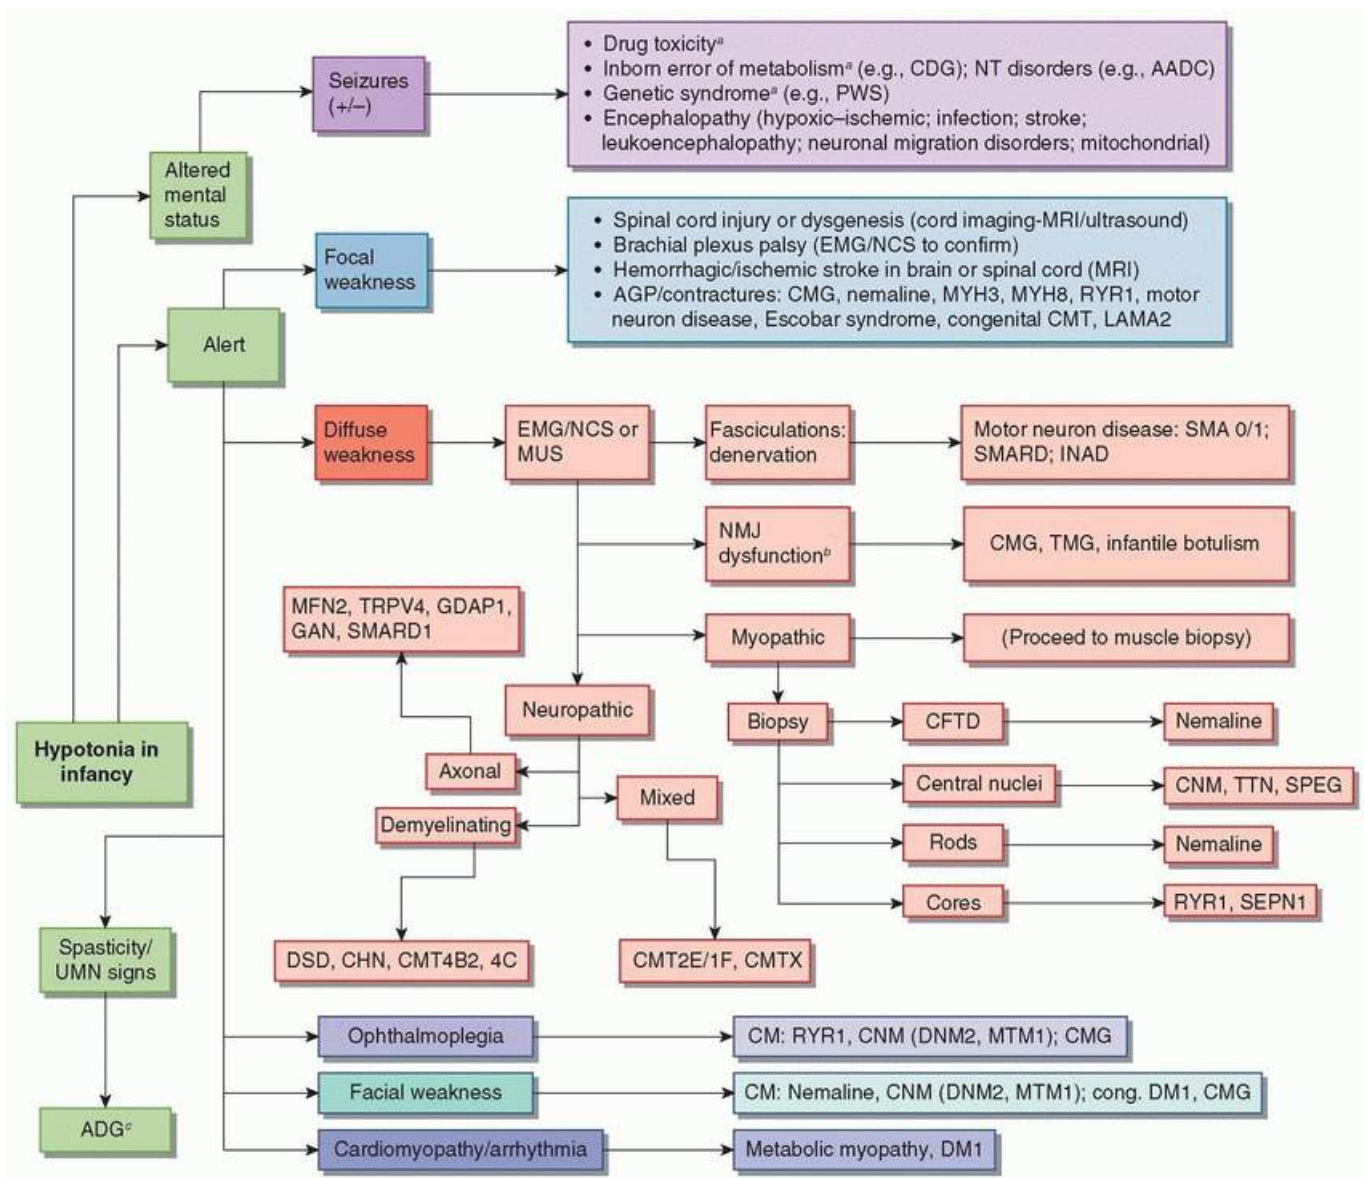 Seizures
(+/–)
• Drug toxicityᵃ
• Inborn error of metabolismᵃ (e.g., CDG); NT disorders (e.g., AADC)
• Genetic syndromeᵃ (e.g., PWS)
• Encephalopathy (hypoxic–ischemic; infection; stroke;
leukoencephalopathy; neuronal migration disorders; mitochondrial)
Altered
mental
status
Focal
weakness
• Spinal cord injury or dysgenesis (cord imaging-MRI/ultrasound)
• Brachial plexus palsy (EMG/NCS to confirm)
• Hemorrhagic/ischemic stroke in brain or spinal cord (MRI)
• AGP/contractures: CMG, nemaline, MYH3, MYH8, RYR1, motor
neuron disease, Escobar syndrome, congenital CMT, LAMA2
Alert
Diffuse
weakness
EMG/NCS or
MUS
Fasciculations:
denervation
Motor neuron disease: SMA 0/1;
SMARD; INAD
NMJ
dysfunctionᵇ
CMG, TMG, infantile botulism
MFN2, TRPV4, GDAP1,
GAN, SMARD1
Myopathic
(Proceed to muscle biopsy)
Neuropathic
Biopsy
CFTD
Nemaline
Hypotonia in
infancy
Axonal
Mixed
Central nuclei
CNM, TTN, SPEG
Demyelinating
Rods
Nemaline
Cores
RYR1, SEPN1
Spasticity/
UMN signs
DSD, CHN, CMT4B2, 4C
CMT2E/1F, CMTX
Ophthalmoplegia
CM: RYR1, CNM (DNM2, MTM1); CMG
Facial weakness
CM: Nemaline, CNM (DNM2, MTM1); cong. DM1, CMG
ADGᶜ
Cardiomyopathy/arrhythmia
Metabolic myopathy, DM1